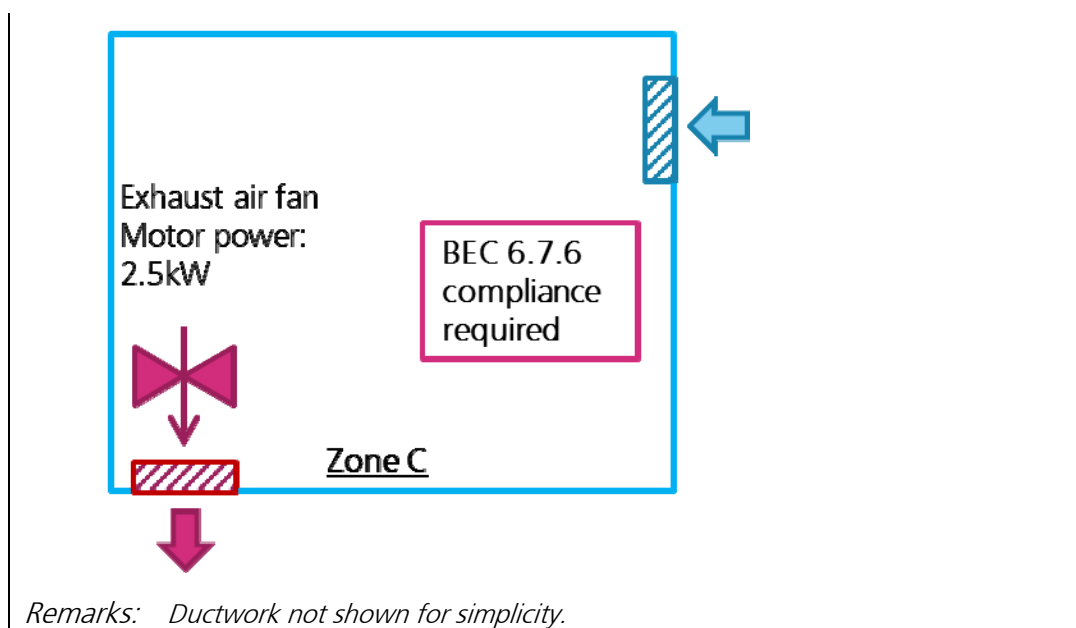 Exhaust air fan
Motor power:
2.5kW
BEC 6.7.6
compliance
required
Zone C
Remarks: Ductwork not shown for simplicity.